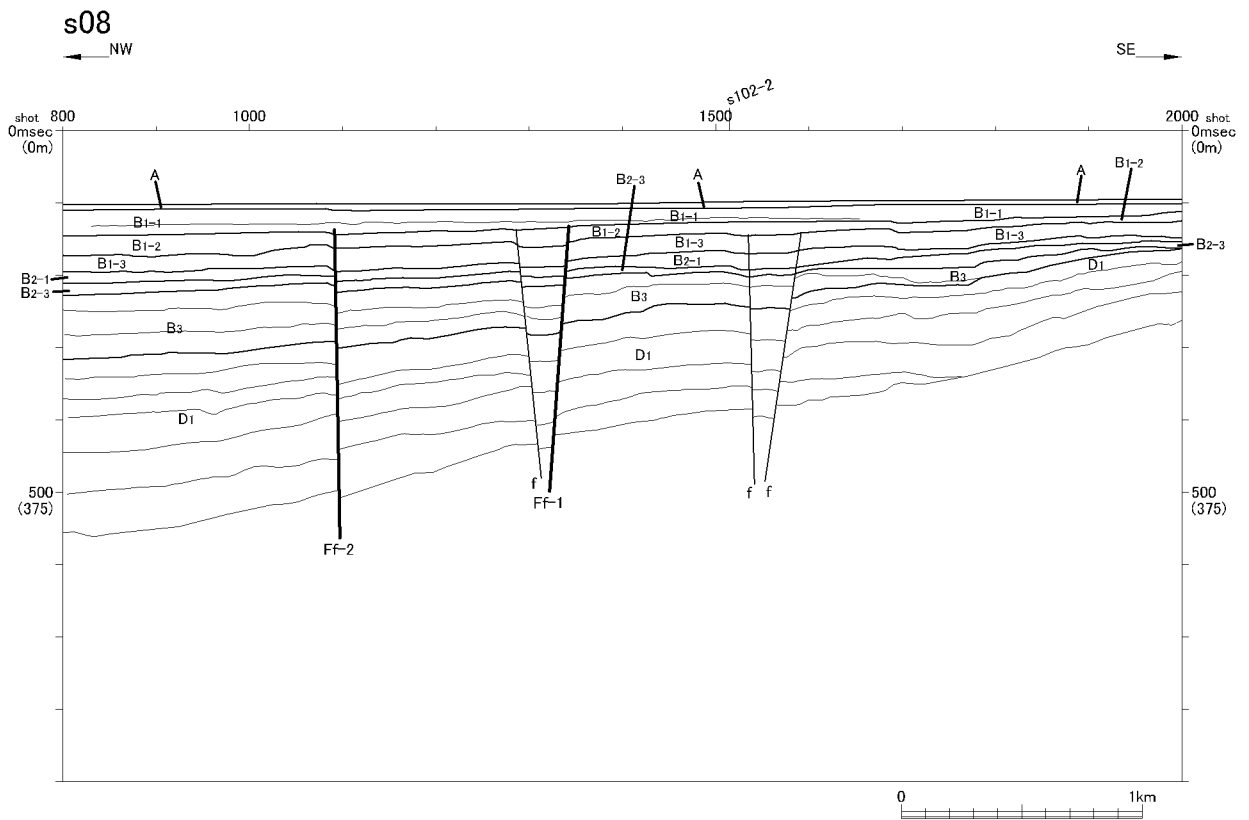 s08
NW
SE
s102-2
shot 800 1000 1500 2000 shot
0msec 0msec
(0m) (0m)
A B2-3 A A B1-2
B1-1 B1-1 B1-1
B1-2 B1-2 B1-3 B1-3 B2-3
B1-3 B2-1 D1
B2-1 B3
B2-3 B3
B3 D1
D1
f Ff-1 f f
500 500
(375) (375)
Ff-2
0 1km